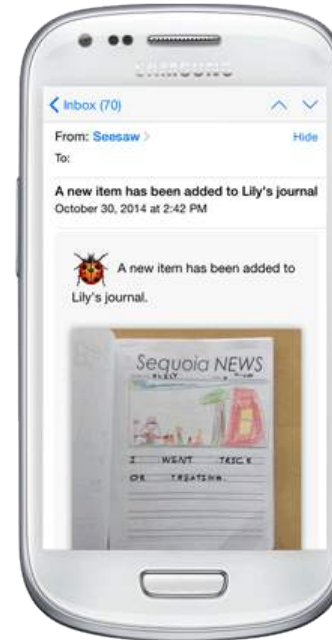 SAMSUNG
Inbox (70)
From: Seesaw
Hide
To:
A new item has been added to Lily's journal
October 30, 2014 at 2:42 PM
A new item has been added to
Lily's journal.
Sequoia NEWS
I WENT TRICK
OR TREATING.